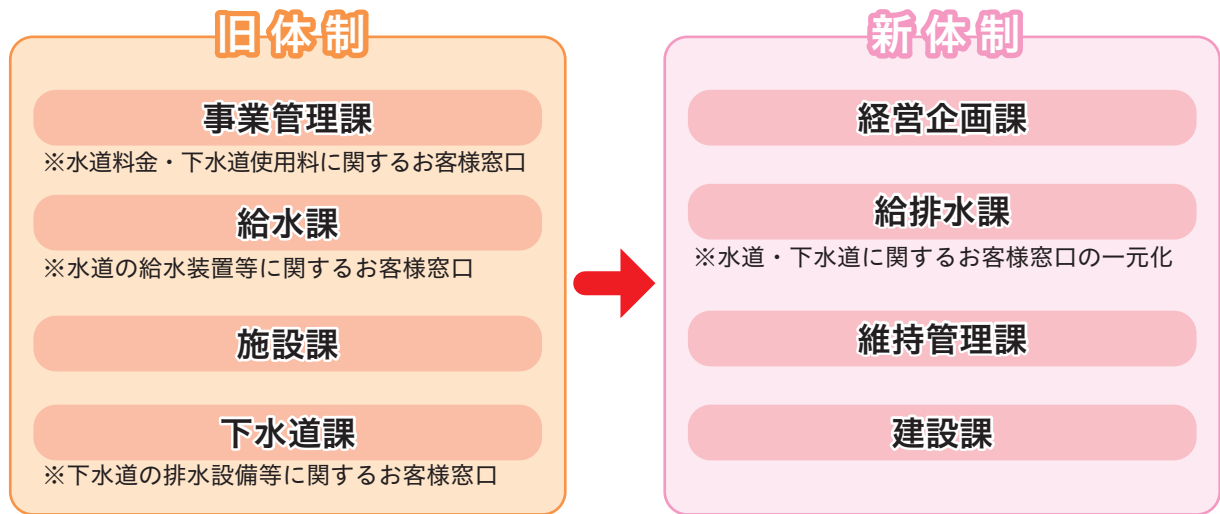 旧体制
事業管理課
※水道料金・下水道使用料に関するお客様窓口
給水課
※水道の給水装置等に関するお客様窓口
施設課
下水道課
※下水道の排水設備等に関するお客様窓口
新体制
経営企画課
給排水課
※水道・下水道に関するお客様窓口の一元化
維持管理課
建設課